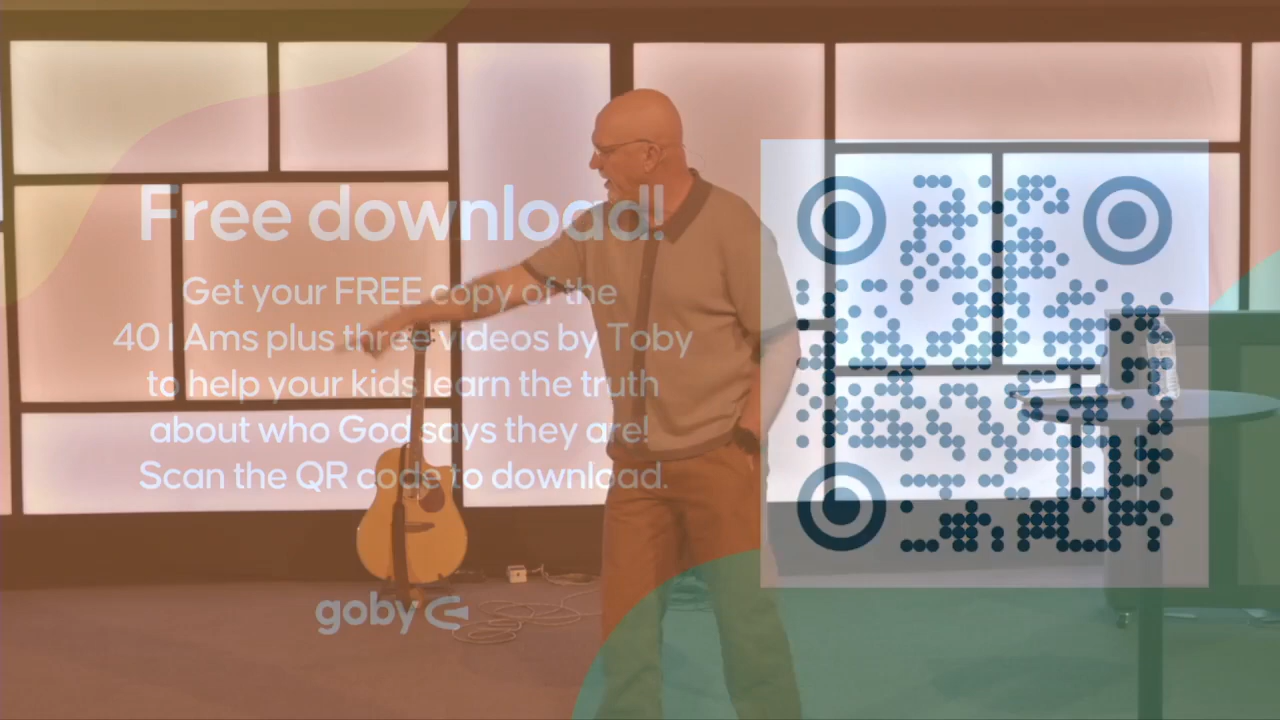 Free download!
Get your FREE copy of the
40 I Ams plus three videos by Toby
to help your kids learn the truth
about who God says they are!
Scan the QR code to download.
goby